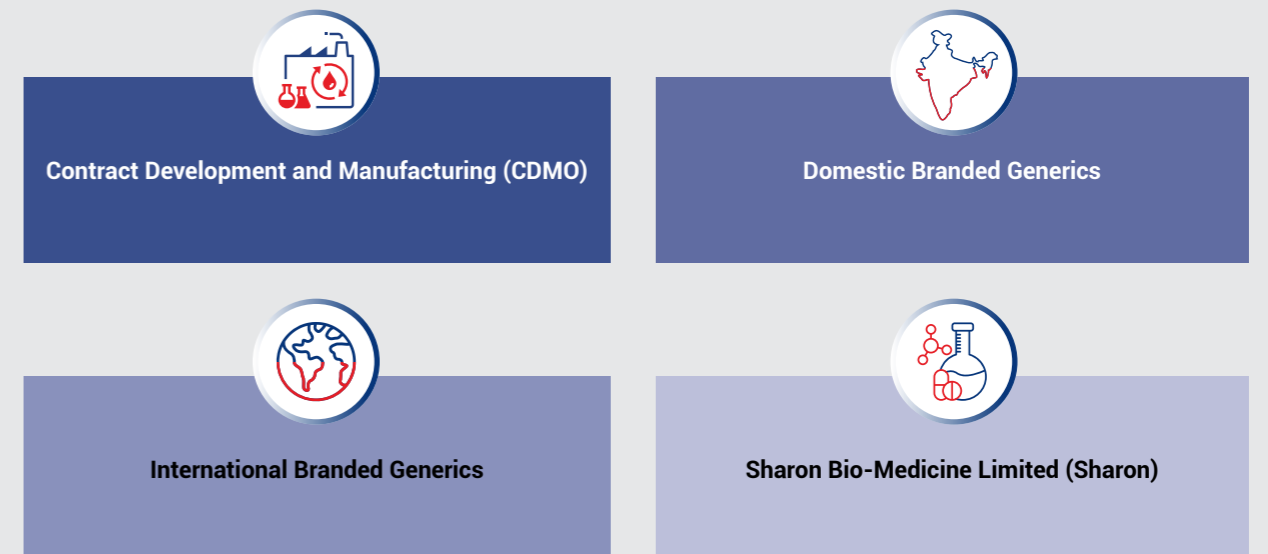 Contract Development and Manufacturing (CDMO)
Domestic Branded Generics
International Branded Generics
Sharon Bio-Medicine Limited (Sharon)